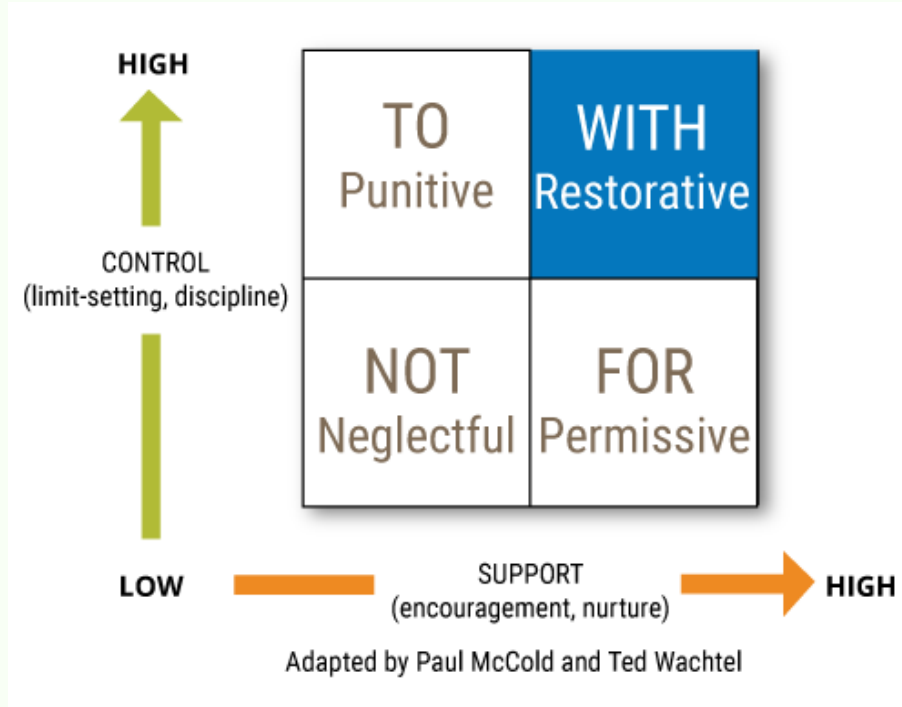 HIGH
TO
Punitive
WITH
Restorative
CONTROL
(limit-setting, discipline)
NOT
Neglectful
FOR
Permissive
LOW
SUPPORT
(encouragement, nurture)
HIGH
Adapted by Paul McCold and Ted Wachtel